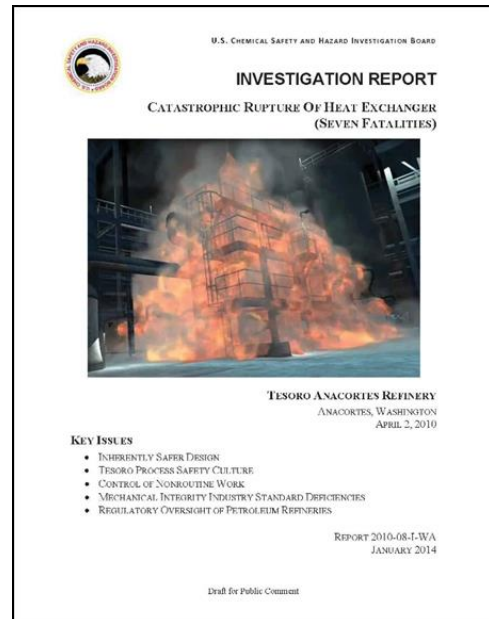 U.S. CHEMICAL SAFETY AND HAZARD INVESTIGATION BOARD
INVESTIGATION REPORT
CATASTROPHIC RUPTURE OF HEAT EXCHANGER
(SEVEN FATALITIES)
TESORO ANACORTES REFINERY
ANACORTES, WASHINGTON
APRIL 2, 2010
KEY ISSUES
• INHERENTLY SAFER DESIGN
• TESORO PROCESS SAFETY CULTURE
• CONTROL OF NONROUTINE WORK
• MECHANICAL INTEGRITY INDUSTRY STANDARD DEFICIENCIES
• REGULATORY OVERSIGHT OF PETROLEUM REFINERIES
REPORT 2010-08-I-WA
JANUARY 2014
Draft for Public Comment